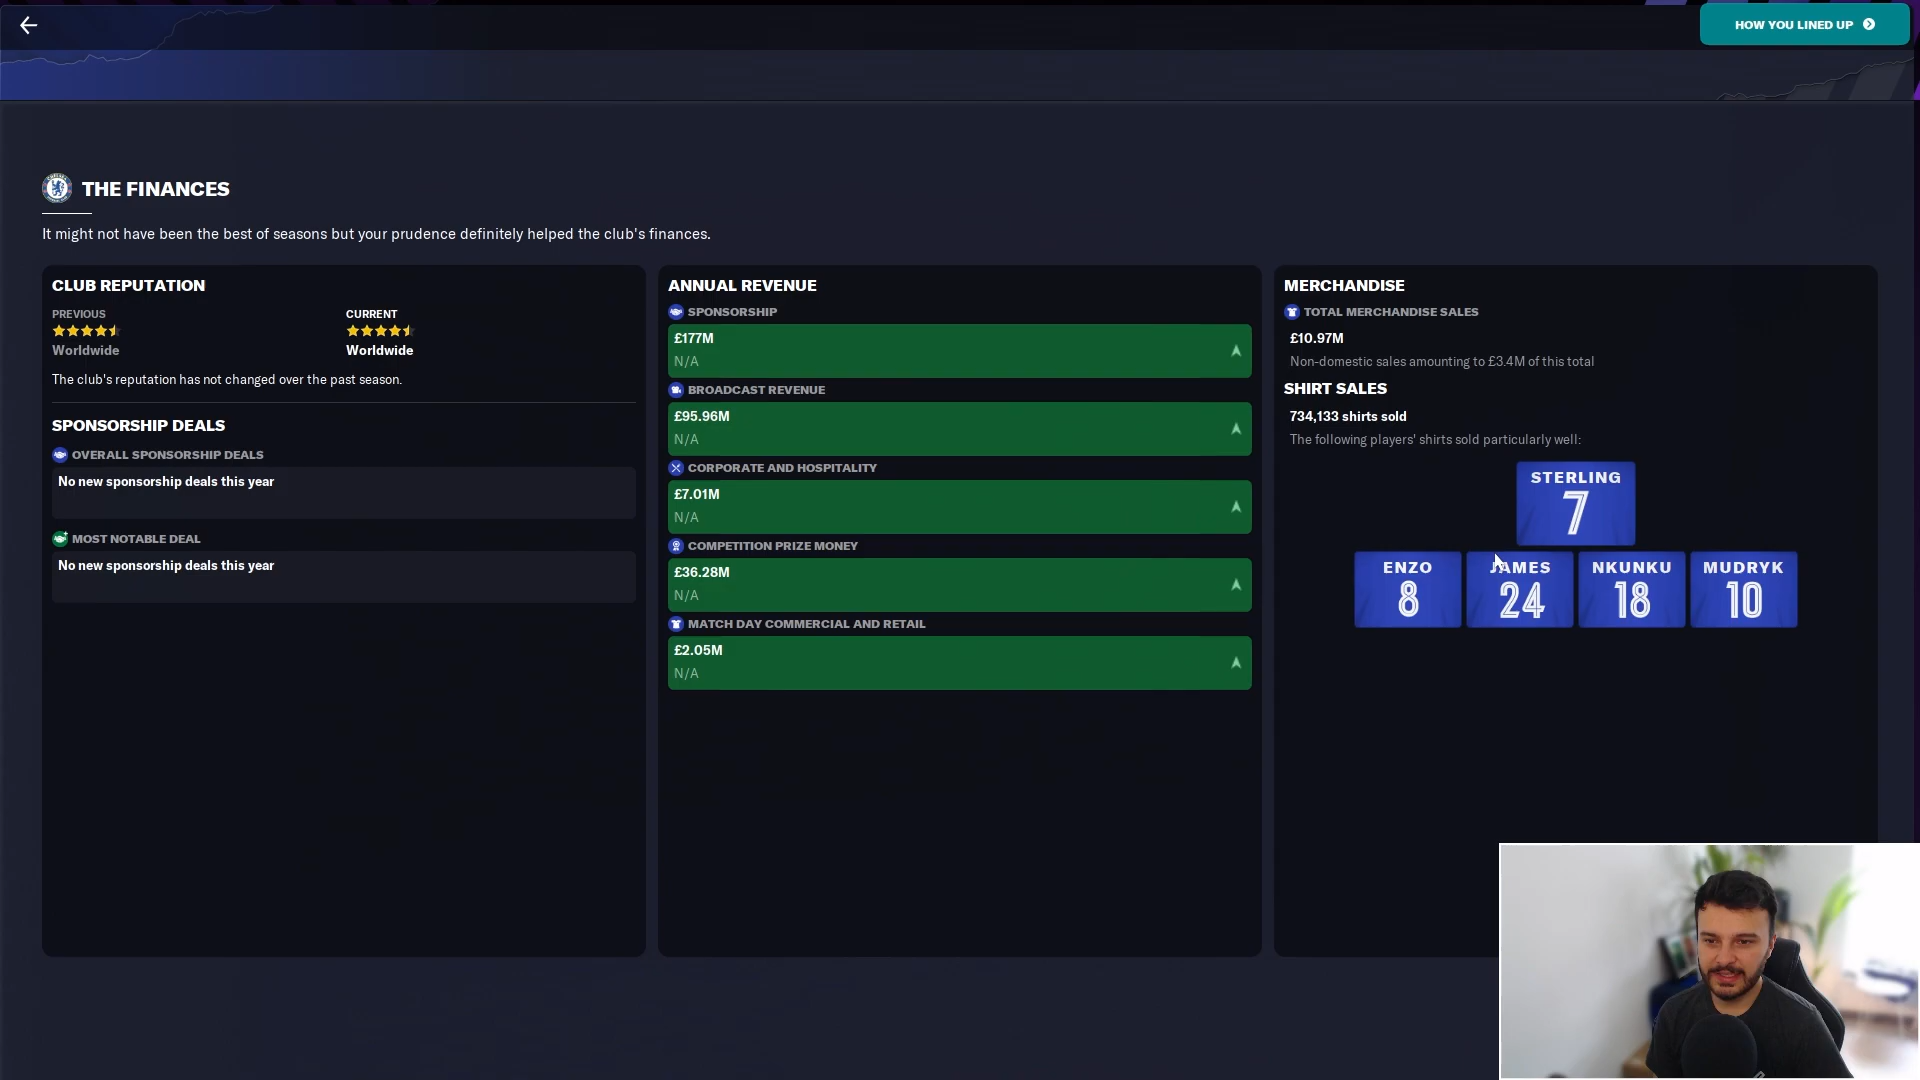 HOW YOU LINED UP
THE FINANCES
It might not have been the best of seasons but your prudence definitely helped the club's finances.
CLUB REPUTATION
PREVIOUS
CURRENT
Worldwide
Worldwide
The club's reputation has not changed over the past season.
SPONSORSHIP DEALS
OVERALL SPONSORSHIP DEALS
No new sponsorship deals this year
MOST NOTABLE DEAL
No new sponsorship deals this year
ANNUAL REVENUE
SPONSORSHIP
£177M
N/A
BROADCAST REVENUE
£95.96M
N/A
CORPORATE AND HOSPITALITY
£7.01M
N/A
COMPETITION PRIZE MONEY
£36.28M
N/A
MATCH DAY COMMERCIAL AND RETAIL
£2.05M
N/A
MERCHANDISE
TOTAL MERCHANDISE SALES
£10.97M
Non-domestic sales amounting to £3.4M of this total
SHIRT SALES
734,133 shirts sold
The following players' shirts sold particularly well:
STERLING
7
ENZO
8
JAMES
24
NKUNKU
18
MUDRYK
10